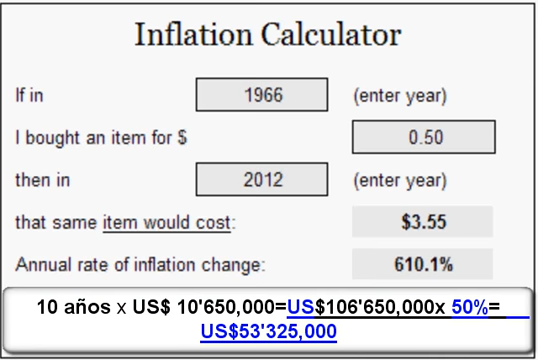 Inflation Calculator
If in 1966 (enter year)
I bought an item for $ 0.50
then in 2012 (enter year)
that same item would cost: $3.55
Annual rate of inflation change: 610.1%
10 años x US$ 10'650,000=US$106'650,000x 50%=
US$53'325,000